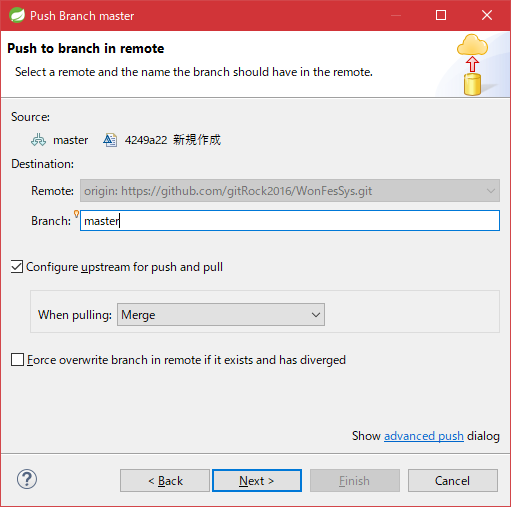 Push Branch master
Push to branch in remote
Select a remote and the name the branch should have in the remote.
Source:
master 4249a22 新規作成
Destination:
Remote: origin: https://github.com/gitRock2016/WonFesSys.git
Branch: master
Configure upstream for push and pull
When pulling: Merge
Force overwrite branch in remote if it exists and has diverged
Show advanced push dialog
? < Back Next > Finish Cancel